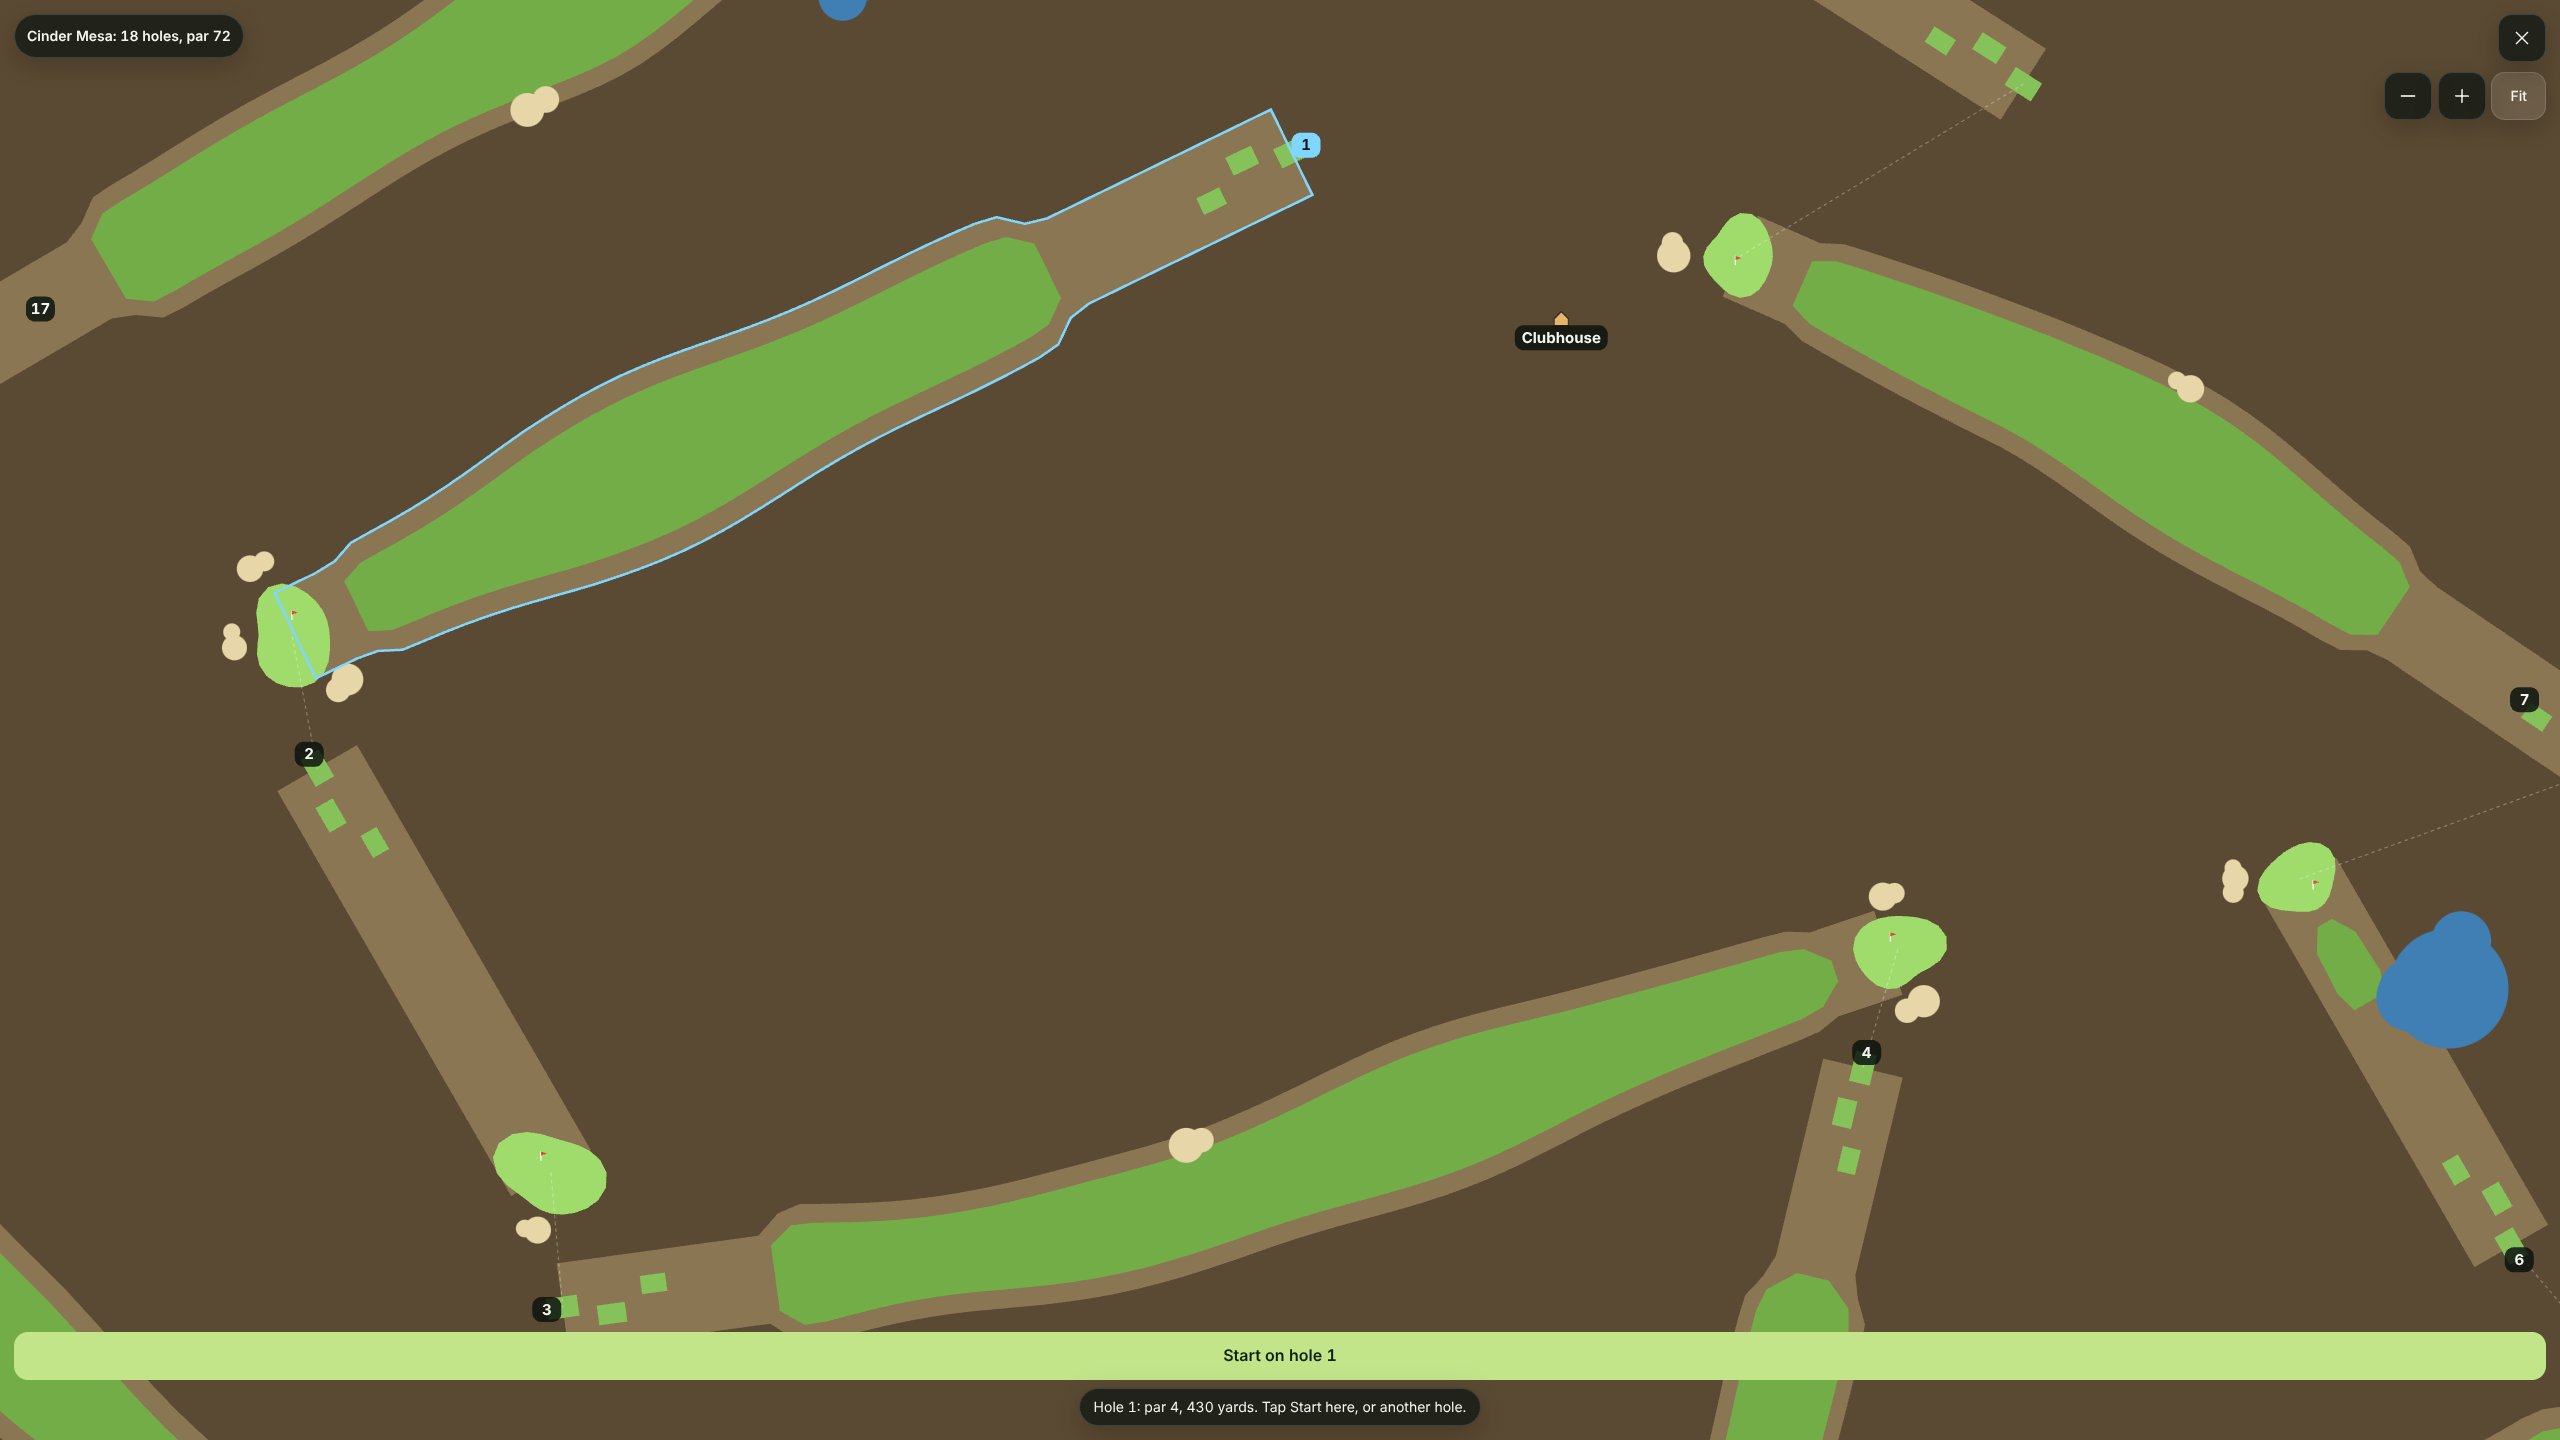 Cinder Mesa: 18 holes, par 72
Fit
1
17
Clubhouse
7
2
4
6
3
Start on hole 1
Hole 1: par 4, 430 yards. Tap Start here, or another hole.